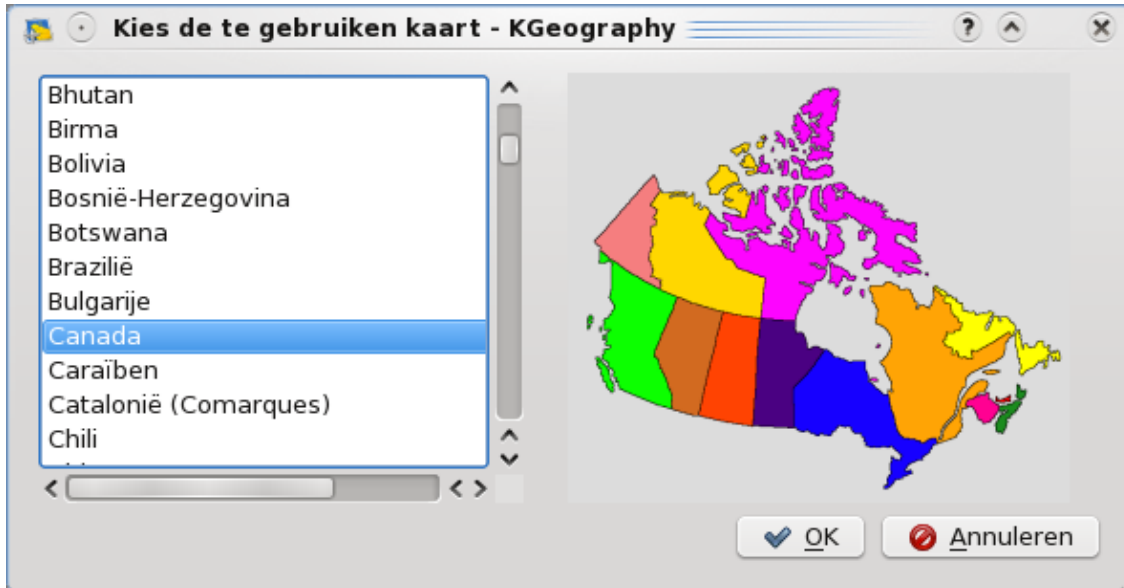 Kies de te gebruiken kaart - KGeography
Bhutan
Birma
Bolivia
Bosnië-Herzegovina
Botswana
Brazilië
Bulgarije
Canada
Caraïben
Catalonië (Comarques)
Chili
OK
Annuleren